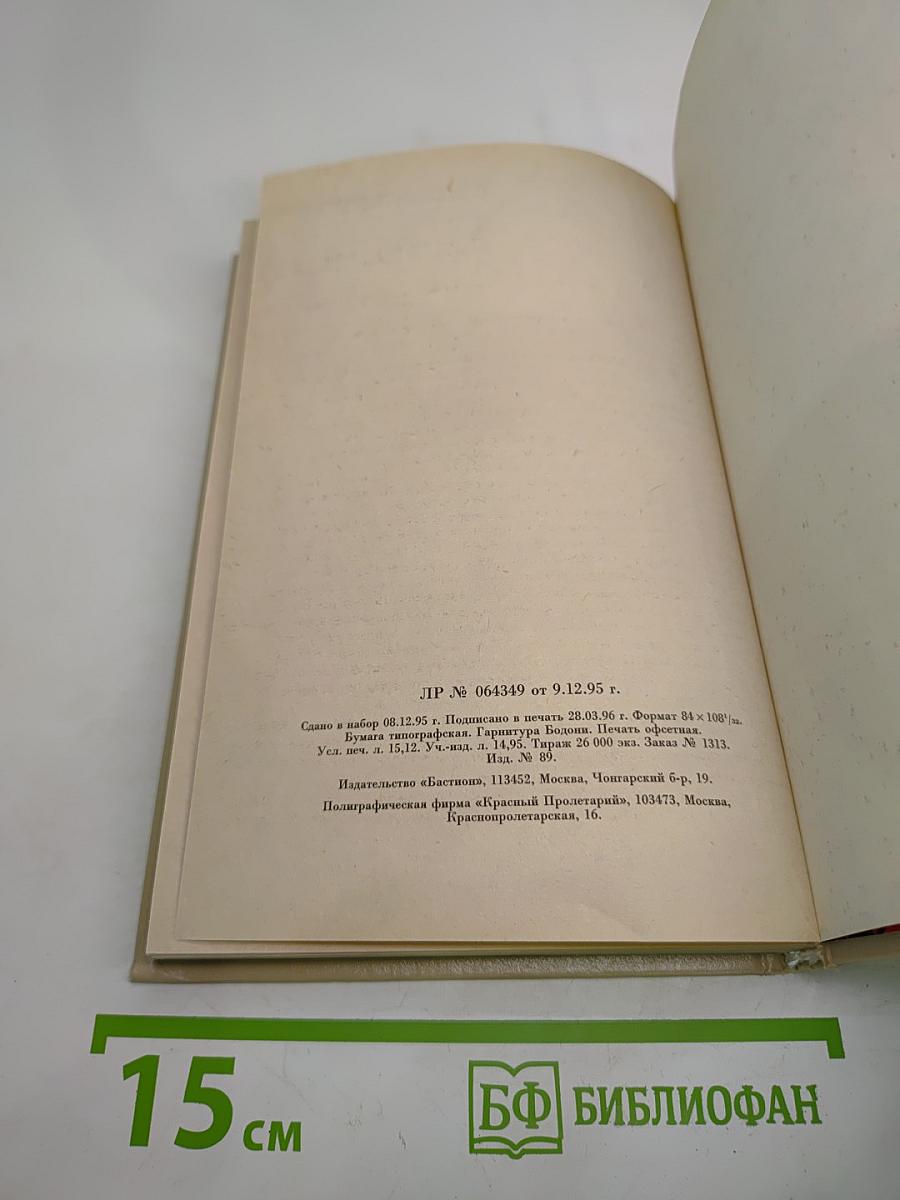 ЛР № 064349 от 9.12.95 г.
Сдано в набор 08.12.95 г. Подписано в печать 28.03.96 г. Формат 84×108¹/₃₂.
Бумага типографская. Гарнитура Бодони. Печать офсетная.
Усл. печ. л. 15,12. Уч.-изд. л. 14,95. Тираж 26 000 экз. Заказ № 1313.
Изд. № 89.
Издательство «Бастион», 113452, Москва, Чонгарский б-р, 19.
Полиграфическая фирма «Красный Пролетарий», 103473, Москва,
Краснопролетарская, 16.
15 см
БФ БИБЛИОФАН